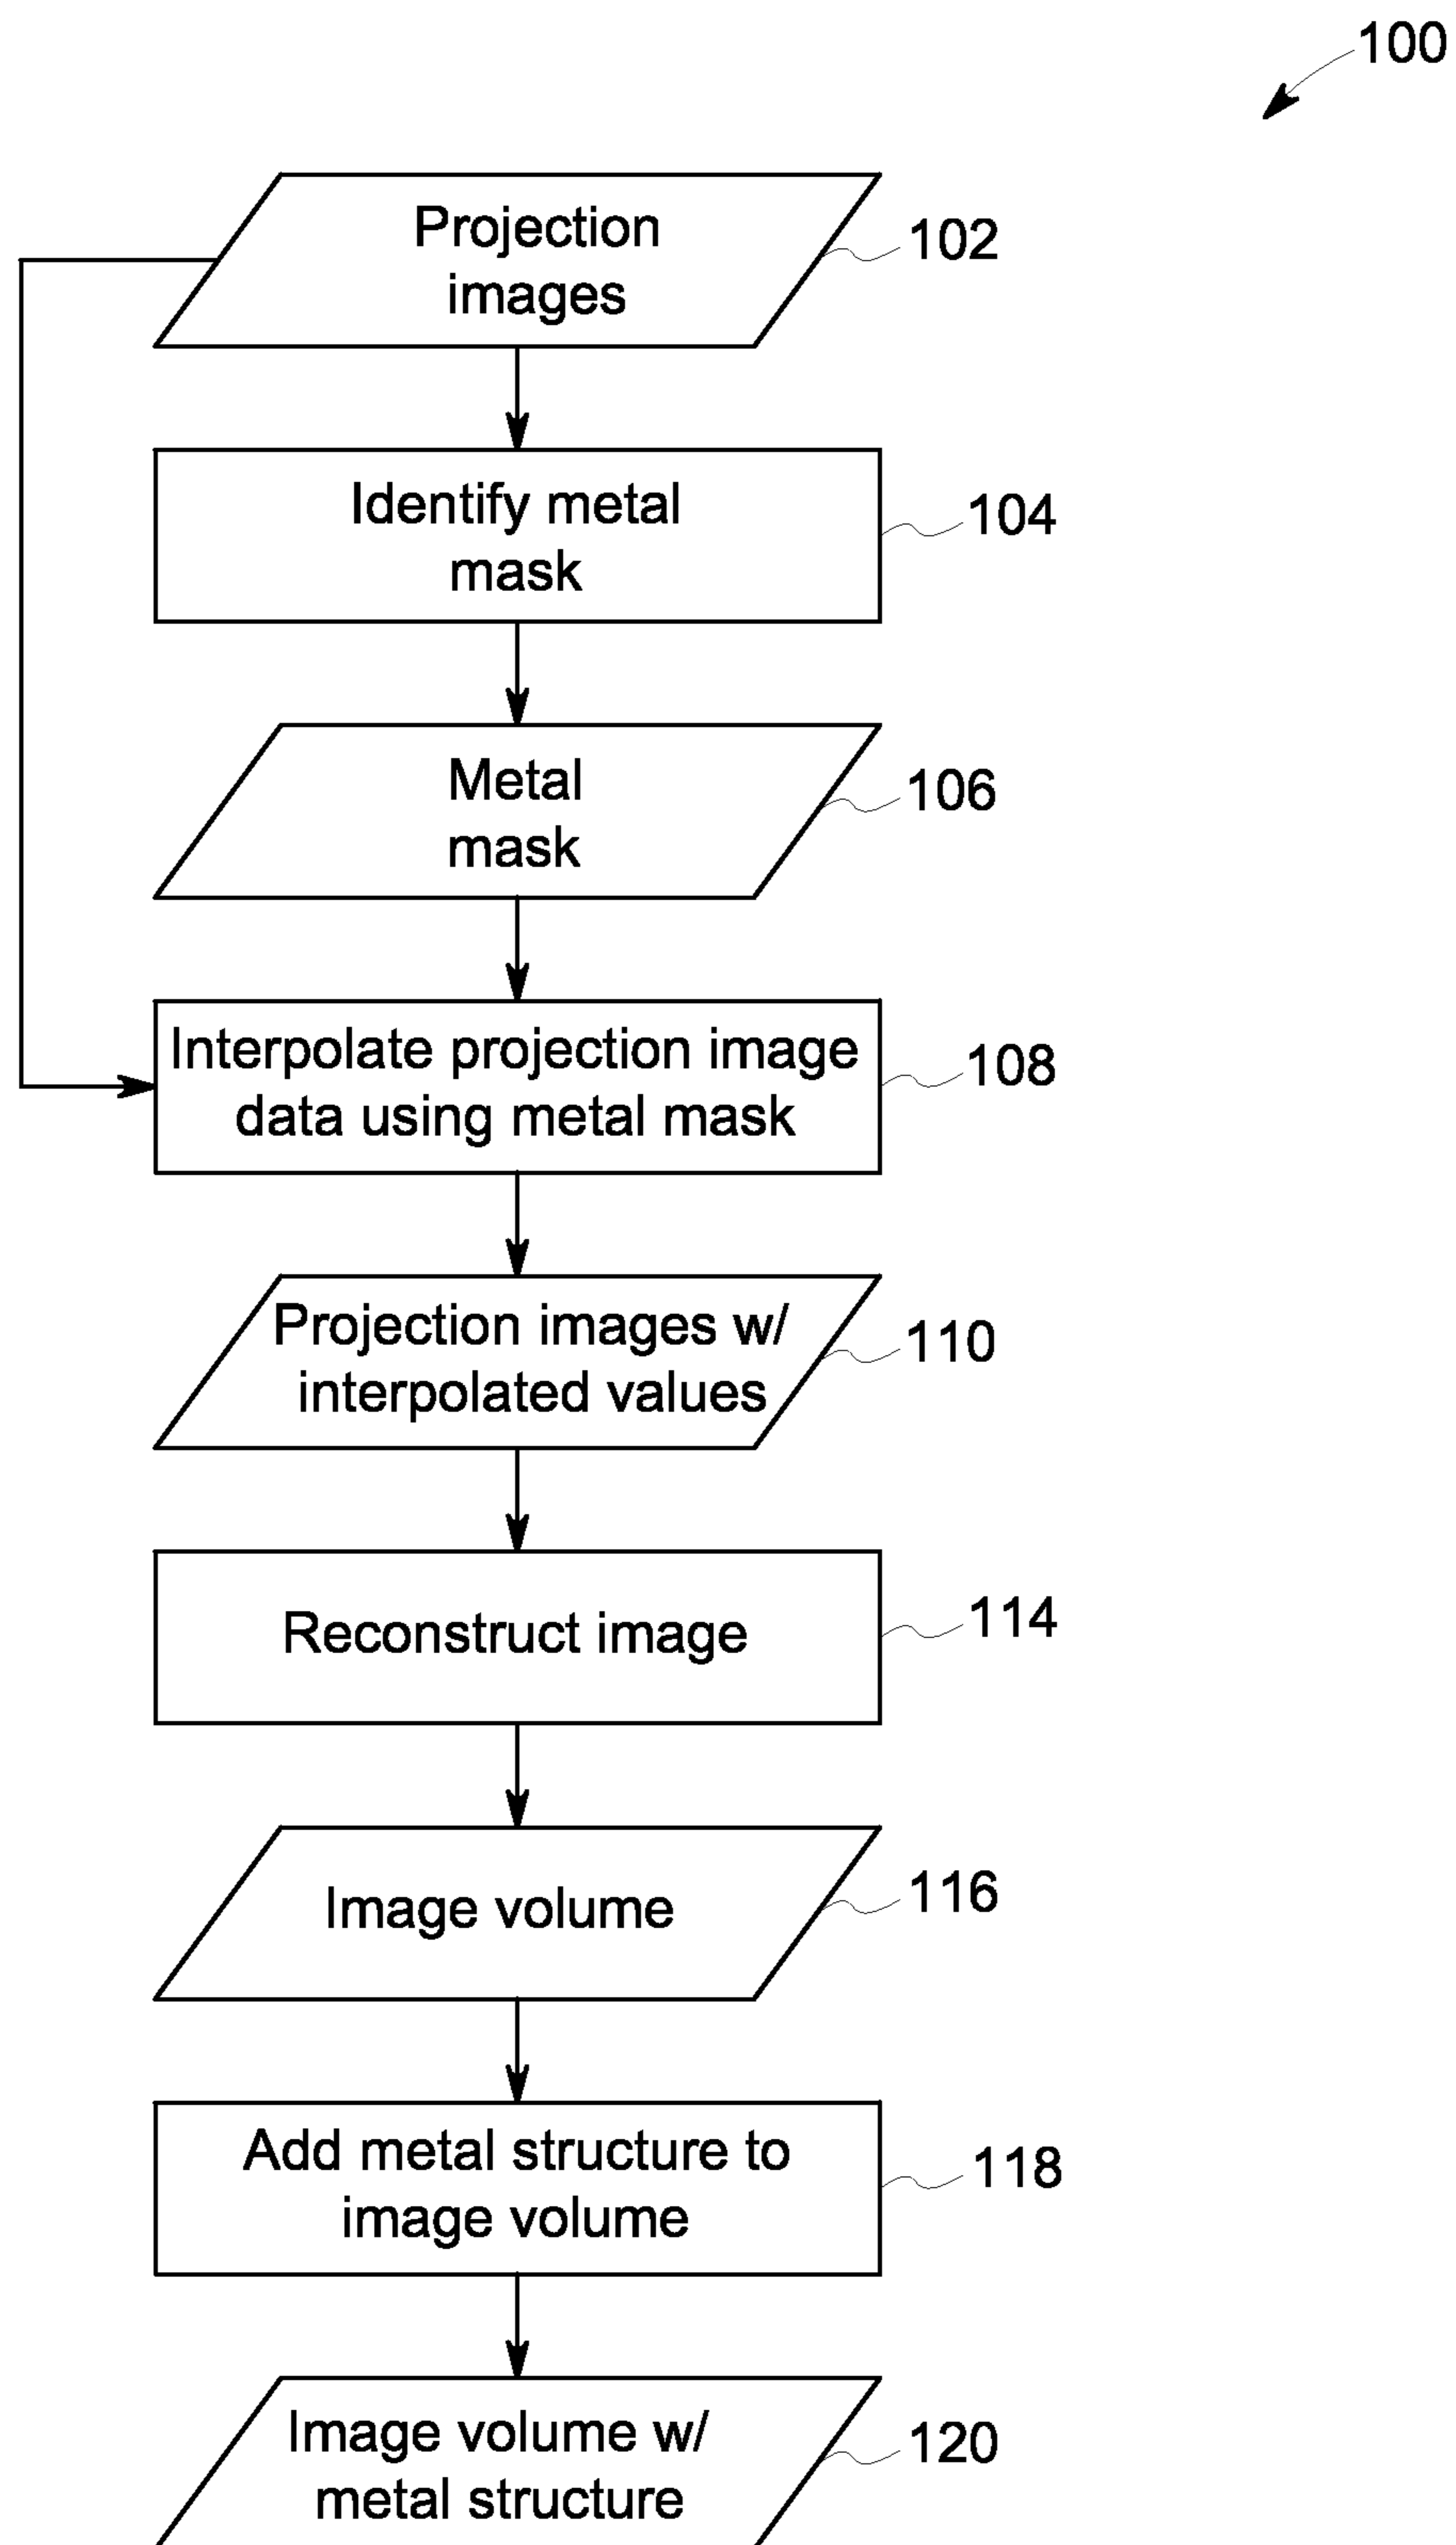 100
Projection
images
102
Identify metal
mask
104
Metal
mask
106
Interpolate projection image
data using metal mask
108
Projection images w/
interpolated values
110
Reconstruct image
114
Image volume
116
Add metal structure to
image volume
118
Image volume w/
metal structure
120